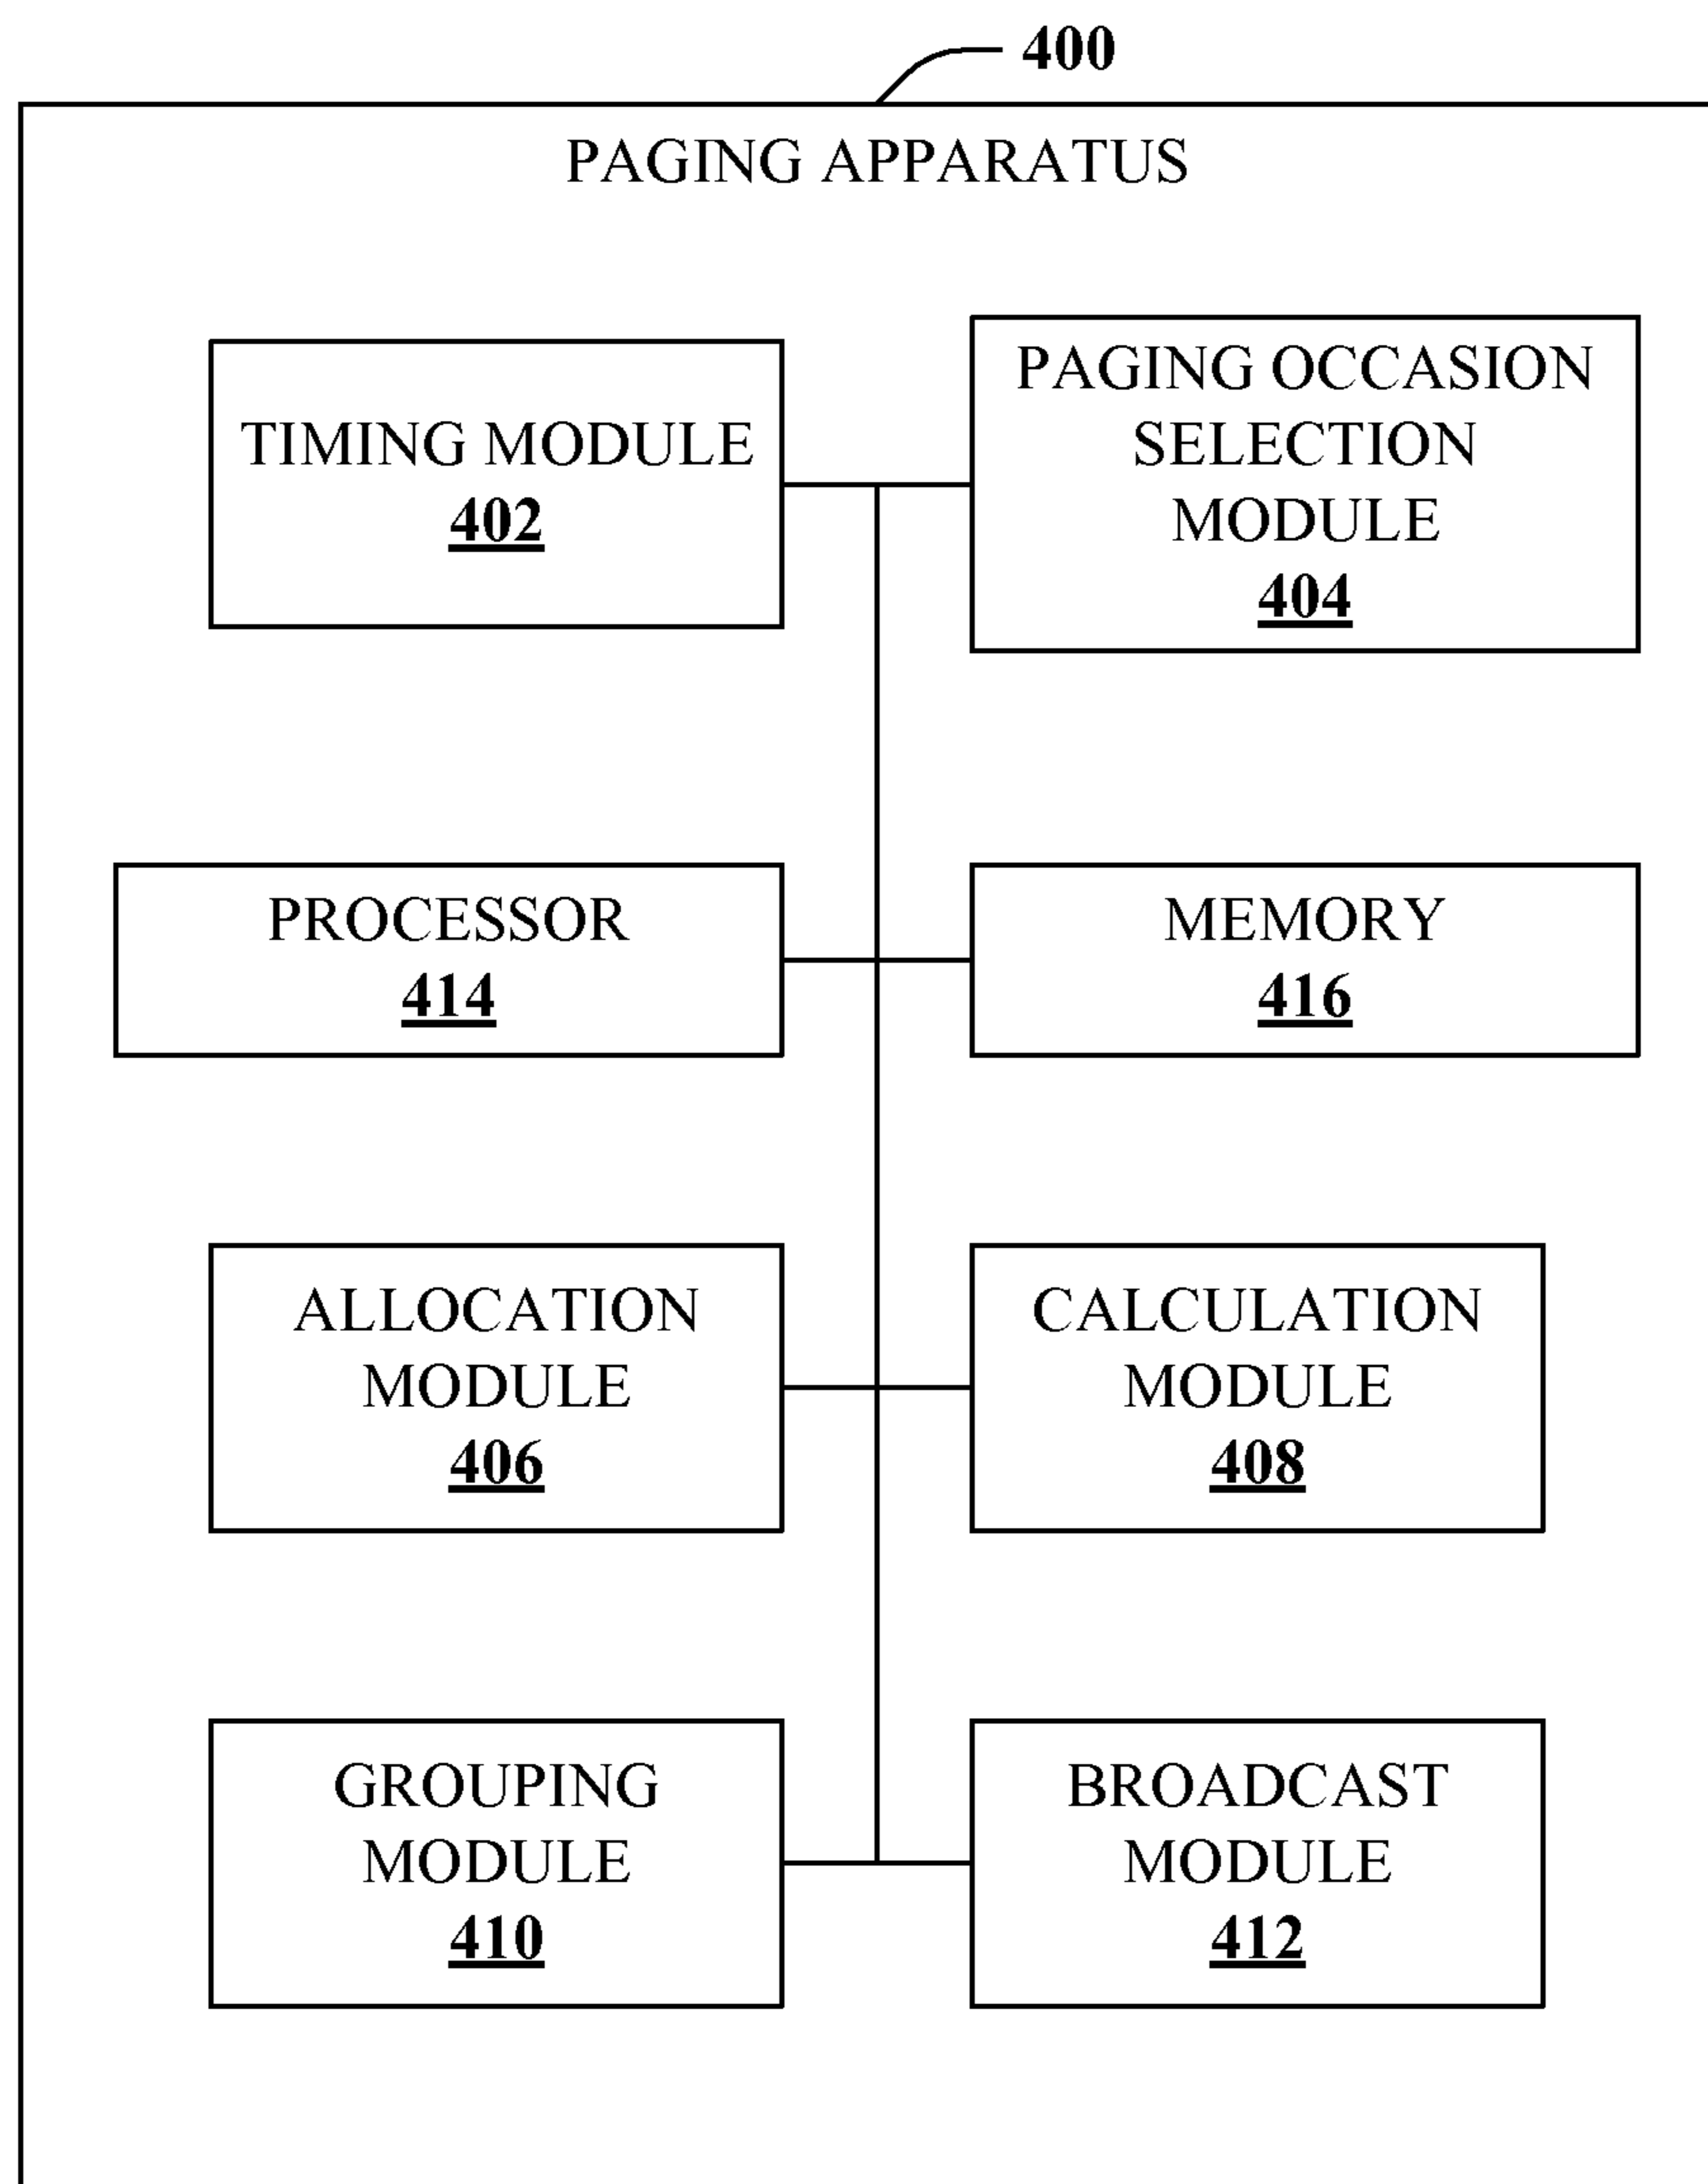 400
PAGING APPARATUS
TIMING MODULE
402
PAGING OCCASION
SELECTION
MODULE
404
PROCESSOR
414
MEMORY
416
ALLOCATION
MODULE
406
CALCULATION
MODULE
408
GROUPING
MODULE
410
BROADCAST
MODULE
412